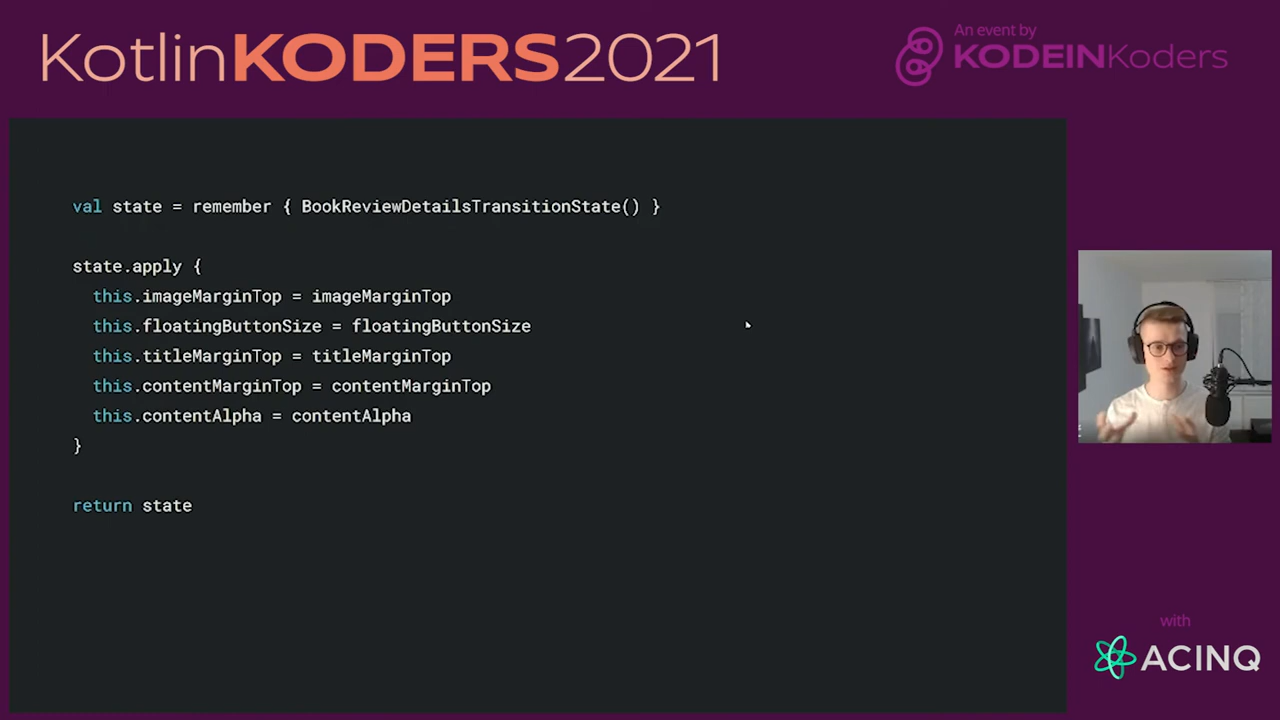 KotlinKODERS2021
An event by
KODEINKoders
val state = remember { BookReviewDetailsTransitionState() }
state.apply {
this.imageMarginTop = imageMarginTop
this.floatingButtonSize = floatingButtonSize
this.titleMarginTop = titleMarginTop
this.contentMarginTop = contentMarginTop
this.contentAlpha = contentAlpha
}
return state
with
ACINQ